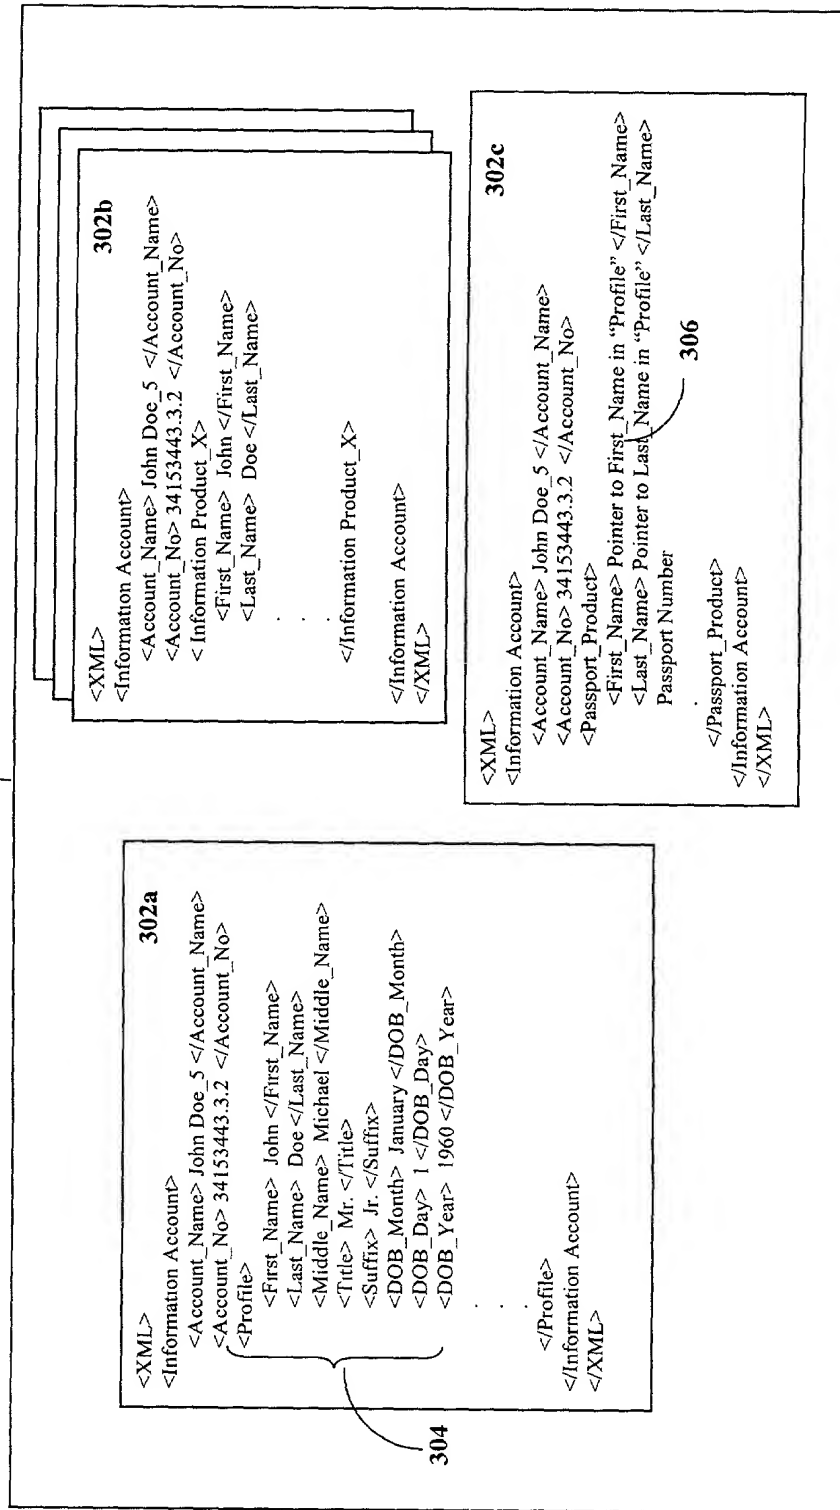 302a
<XML>
<Information Account>
<Account_Name> John Doe_5 </Account_Name>
<Account_No> 34153443.3.2 </Account_No>
<Profile>
<First_Name> John </First_Name>
<Last_Name> Doe </Last_Name>
<Middle_Name> Michael </Middle_Name>
<Title> Mr. </Title>
<Suffix> Jr. </Suffix>
<DOB_Month> January </DOB_Month>
<DOB_Day> 1 </DOB_Day>
<DOB_Year> 1960 </DOB_Year>
.
.
.
</Profile>
</Information Account>
</XML>
304
302b
<XML>
<Information Account>
<Account_Name> John Doe_5 </Account_Name>
<Account_No> 34153443.3.2 </Account_No>
< Information Product_X>
<First_Name> John </First_Name>
<Last_Name> Doe </Last_Name>
.
.
.
</Information Product_X>
</Information Account>
</XML>
302c
<XML>
<Information Account>
<Account_Name> John Doe_5 </Account_Name>
<Account_No> 34153443.3.2 </Account_No>
<Passport_Product>
<First_Name> Pointer to First_Name in “Profile” </First_Name>
<Last_Name> Pointer to Last_Name in “Profile” </Last_Name>
Passport Number
.
</Passport_Product>
</Information Account>
</XML>
306